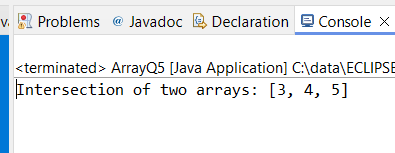 Problems @ Javadoc Declaration Console
<terminated> ArrayQ5 [Java Application] C:\data\ECLIPSE
Intersection of two arrays: [3, 4, 5]